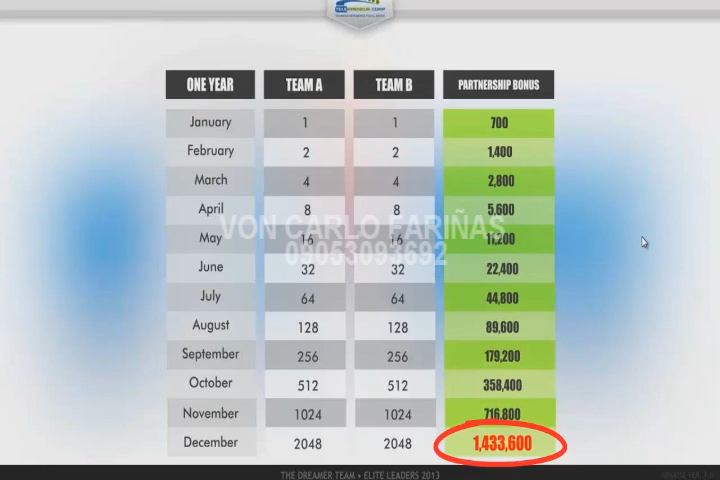 TELEPRENEUR CORP
ONE YEAR TEAM A TEAM B PARTNERSHIP BONUS
January 1 1 700
February 2 2 1,400
March 4 4 2,800
April 8 8 5,600
VON CARLO FARIÑAS
May 16 16 11,200
09053093692
June 32 32 22,400
July 64 64 44,800
August 128 128 89,600
September 256 256 179,200
October 512 512 358,400
November 1024 1024 716,800
December 2048 2048 1,433,600
THE DREAMER TEAM • ELITE LEADERS 2013